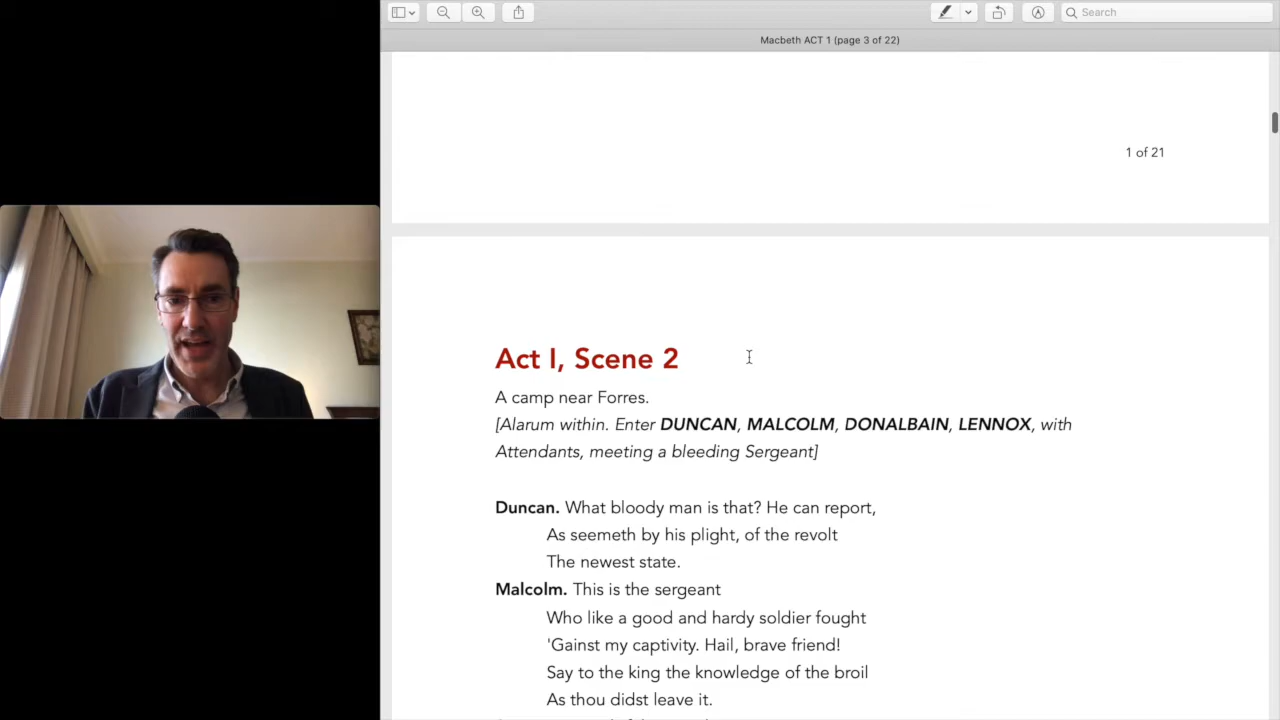 Search
Macbeth ACT 1 (page 3 of 22)
1 of 21
Act I, Scene 2
A camp near Forres.
[Alarum within. Enter DUNCAN, MALCOLM, DONALBAIN, LENNOX, with
Attendants, meeting a bleeding Sergeant]
Duncan. What bloody man is that? He can report,
As seemeth by his plight, of the revolt
The newest state.
Malcolm. This is the sergeant
Who like a good and hardy soldier fought
'Gainst my captivity. Hail, brave friend!
Say to the king the knowledge of the broil
As thou didst leave it.